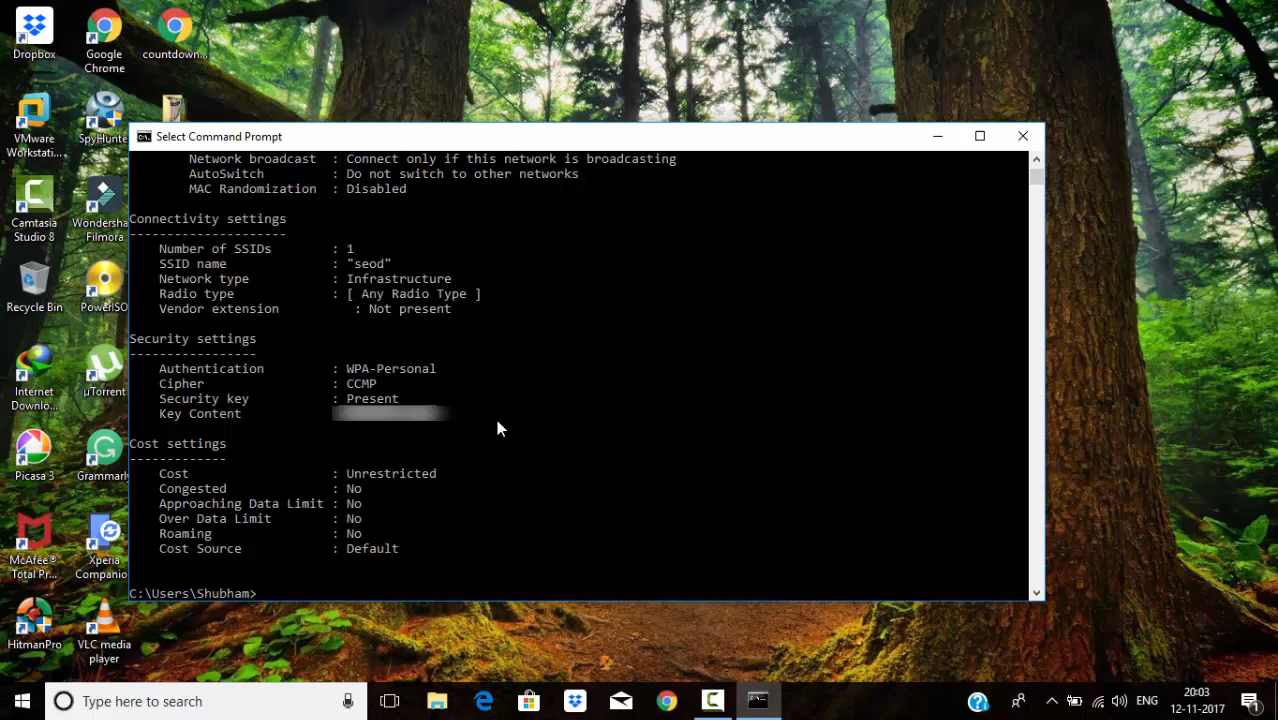 Dropbox
Google Chrome
countdown...
VMware Workstati...
SpyHunte
Camtasia Studio 8
Wondersha Filmora
Recycle Bin
PowerISO
Internet Downlo...
µTorrent
Picasa 3
Grammarl
McAfee® Total Pr...
Xperia Companio
HitmanPro
VLC media player
Select Command Prompt
Network broadcast : Connect only if this network is broadcasting
AutoSwitch : Do not switch to other networks
MAC Randomization : Disabled
Connectivity settings
---------------------
Number of SSIDs : 1
SSID name : "seod"
Network type : Infrastructure
Radio type : [ Any Radio Type ]
Vendor extension : Not present
Security settings
-----------------
Authentication : WPA-Personal
Cipher : CCMP
Security key : Present
Key Content
Cost settings
-------------
Cost : Unrestricted
Congested : No
Approaching Data Limit : No
Over Data Limit : No
Roaming : No
Cost Source : Default
C:\Users\Shubham>
Type here to search
ENG
20:03
12-11-2017
1